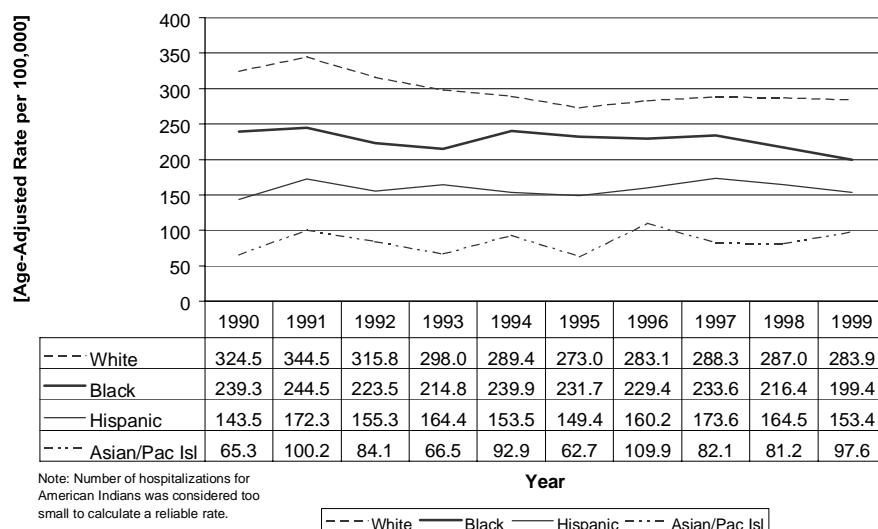 [Age-Adjusted Rate per 100,000]
400
350
300
250
200
150
100
50
0
1990 1991 1992 1993 1994 1995 1996 1997 1998 1999
White 324.5 344.5 315.8 298.0 289.4 273.0 283.1 288.3 287.0 283.9
Black 239.3 244.5 223.5 214.8 239.9 231.7 229.4 233.6 216.4 199.4
Hispanic 143.5 172.3 155.3 164.4 153.5 149.4 160.2 173.6 164.5 153.4
Asian/Pac Isl 65.3 100.2 84.1 66.5 92.9 62.7 109.9 82.1 81.2 97.6
Note: Number of hospitalizations for
American Indians was considered too
small to calculate a reliable rate.
Year
White Black Hispanic Asian/Pac Isl